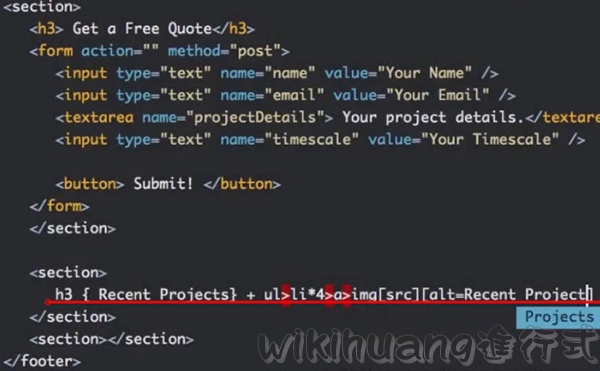 <section>
<h3> Get a Free Quote</h3>
<form action="" method="post">
<input type="text" name="name" value="Your Name" />
<input type="text" name="email" value="Your Email" />
<textarea name="projectDetails"> Your project details.</textarea
<input type="text" name="timescale" value="Your Timescale" />
<button> Submit! </button>
</form>
</section>
<section>
h3 { Recent Projects} + ul>li*4>a>img[src][alt=Recent Project]
Projects
</section>
<section></section>
</footer>
wikihuang進行式